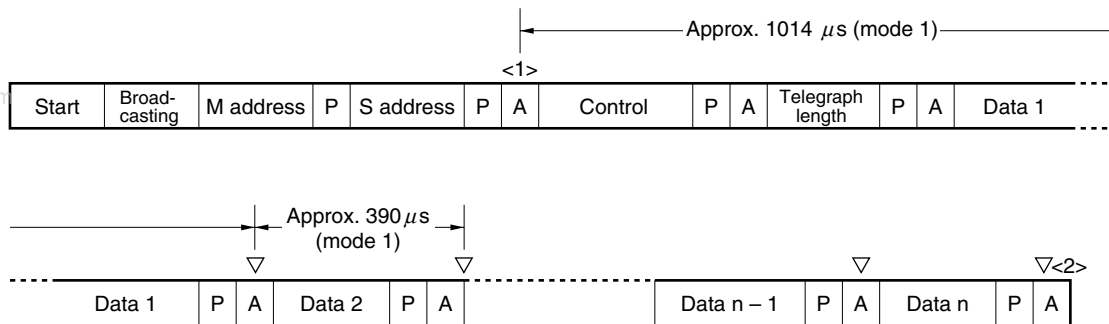 Approx. 1014 μs (mode 1)
<1>
Start Broad-casting M address P S address P A Control P A Telegraph length P A Data 1
Approx. 390 μs
(mode 1)
<2>
Data 1 P A Data 2 P A Data n – 1 P A Data n P A